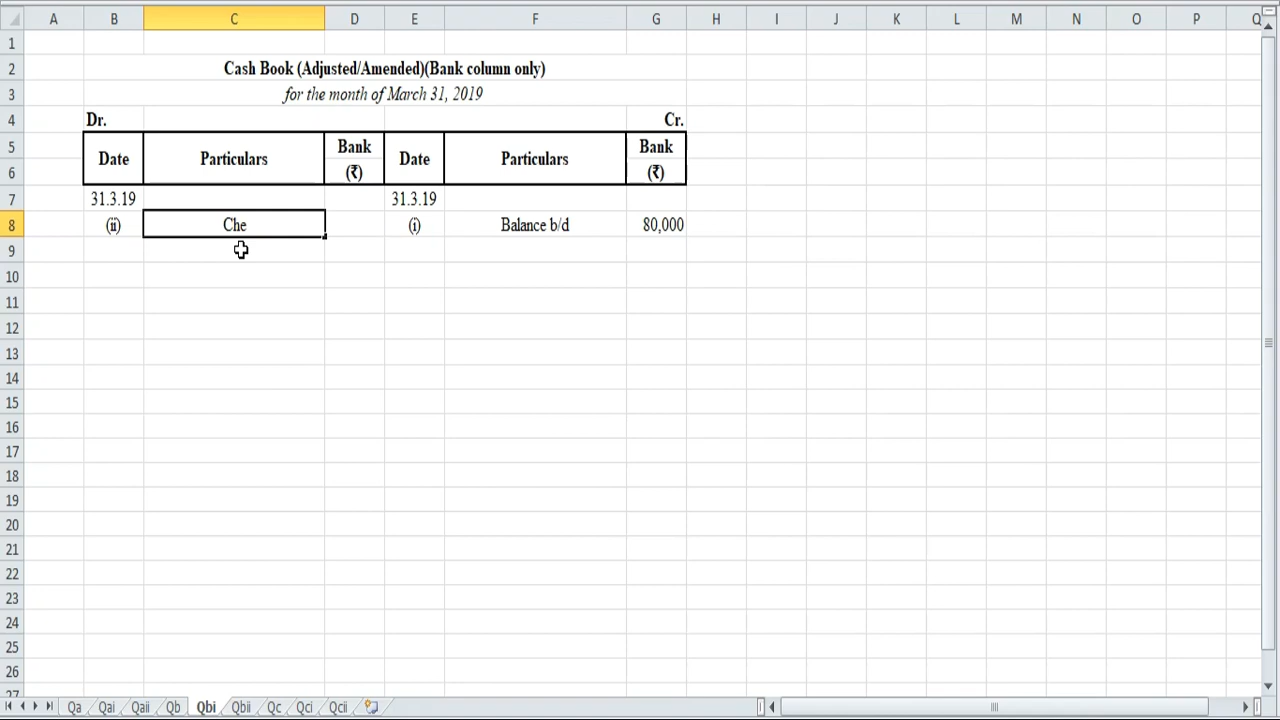 A B C D E F G H I J K L M N O P Q
1
2 Cash Book (Adjusted/Amended)(Bank column only)
3 for the month of March 31, 2019
4 Dr. Cr.
5 Date Particulars Bank Date Particulars Bank
6 (₹) (₹)
7 31.3.19 31.3.19
8 (ii) Che (i) Balance b/d 80,000
9
10
11
12
13
14
15
16
17
18
19
20
21
22
23
24
25
26
27
Qa Qai Qaii Qb Qbi Qbii Qc Qci Qcii